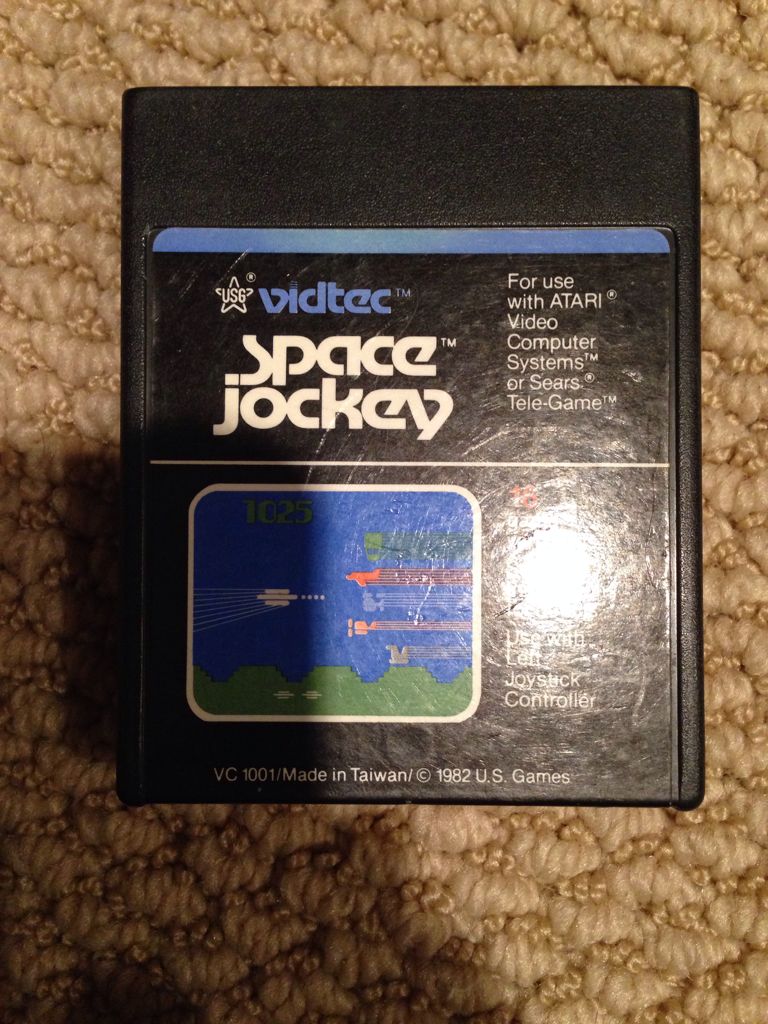 USG® vidtec™
space™
jockey
For use
with ATARI®
Video
Computer
Systems™
or Sears®
Tele-Game™
1025
16
Use with
Left
Joystick
Controller
VC 1001/Made in Taiwan/© 1982 U.S. Games